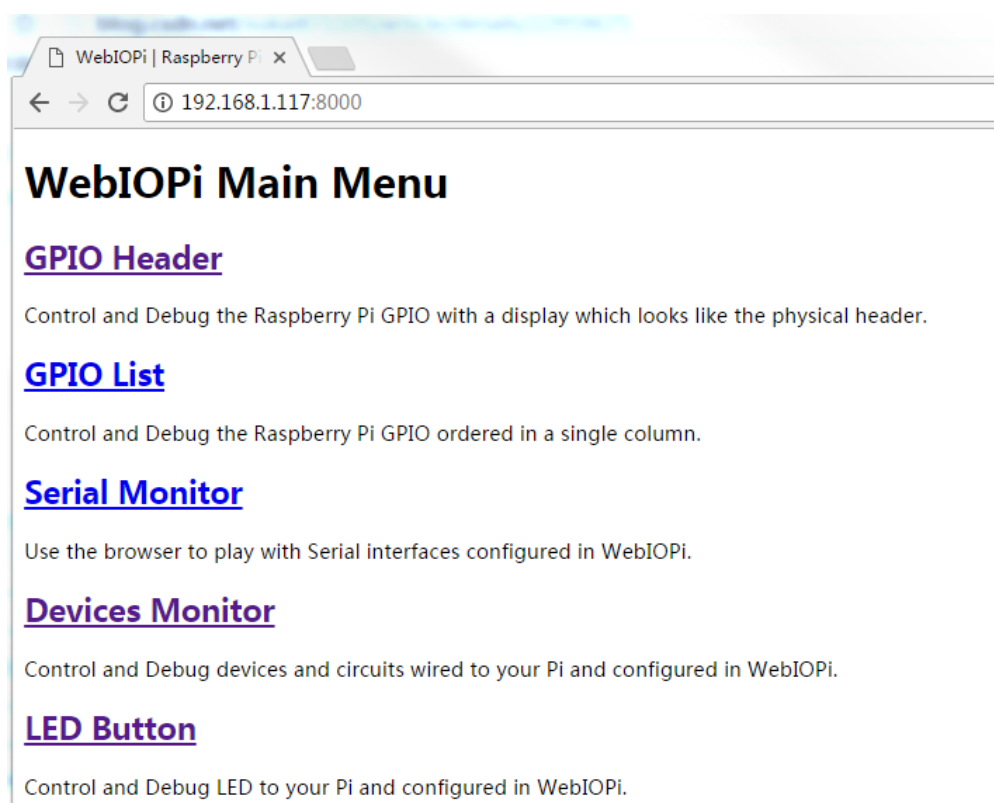 WebIOPi | Raspberry P
192.168.1.117:8000
WebIOPi Main Menu
GPIO Header
Control and Debug the Raspberry Pi GPIO with a display which looks like the physical header.
GPIO List
Control and Debug the Raspberry Pi GPIO ordered in a single column.
Serial Monitor
Use the browser to play with Serial interfaces configured in WebIOPi.
Devices Monitor
Control and Debug devices and circuits wired to your Pi and configured in WebIOPi.
LED Button
Control and Debug LED to your Pi and configured in WebIOPi.